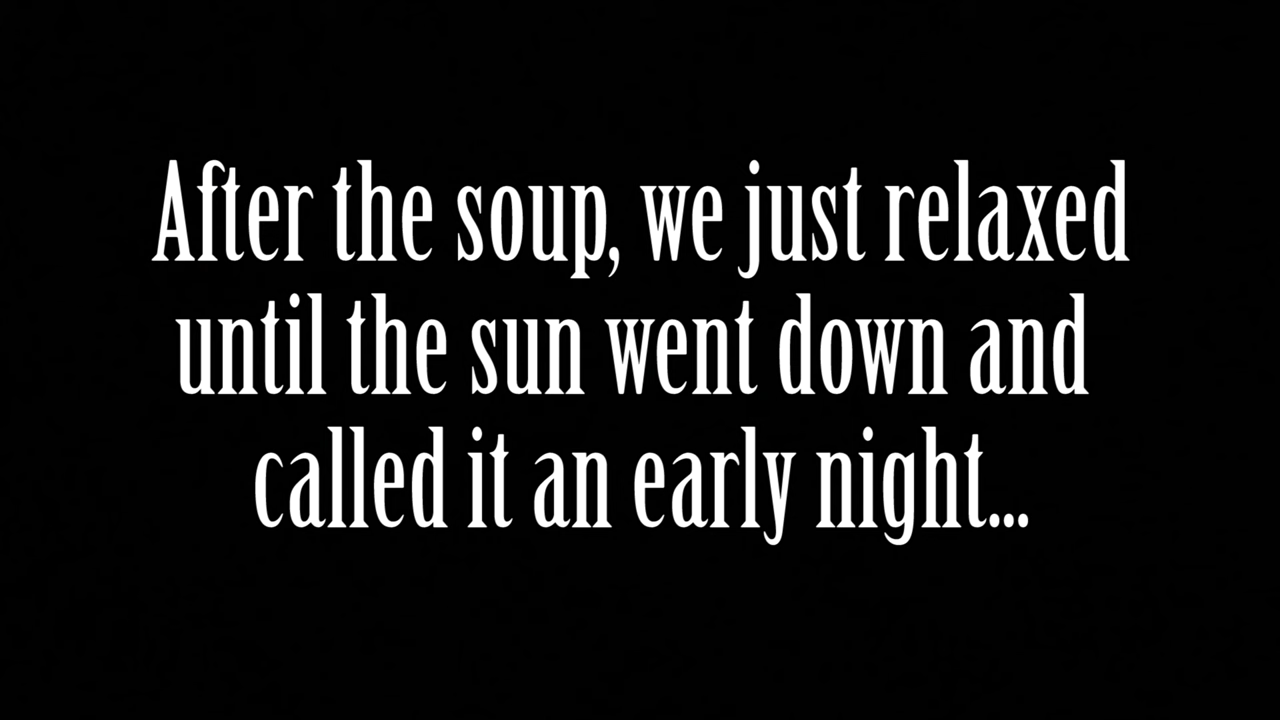 After the soup, we just relaxed
until the sun went down and
called it an early night...